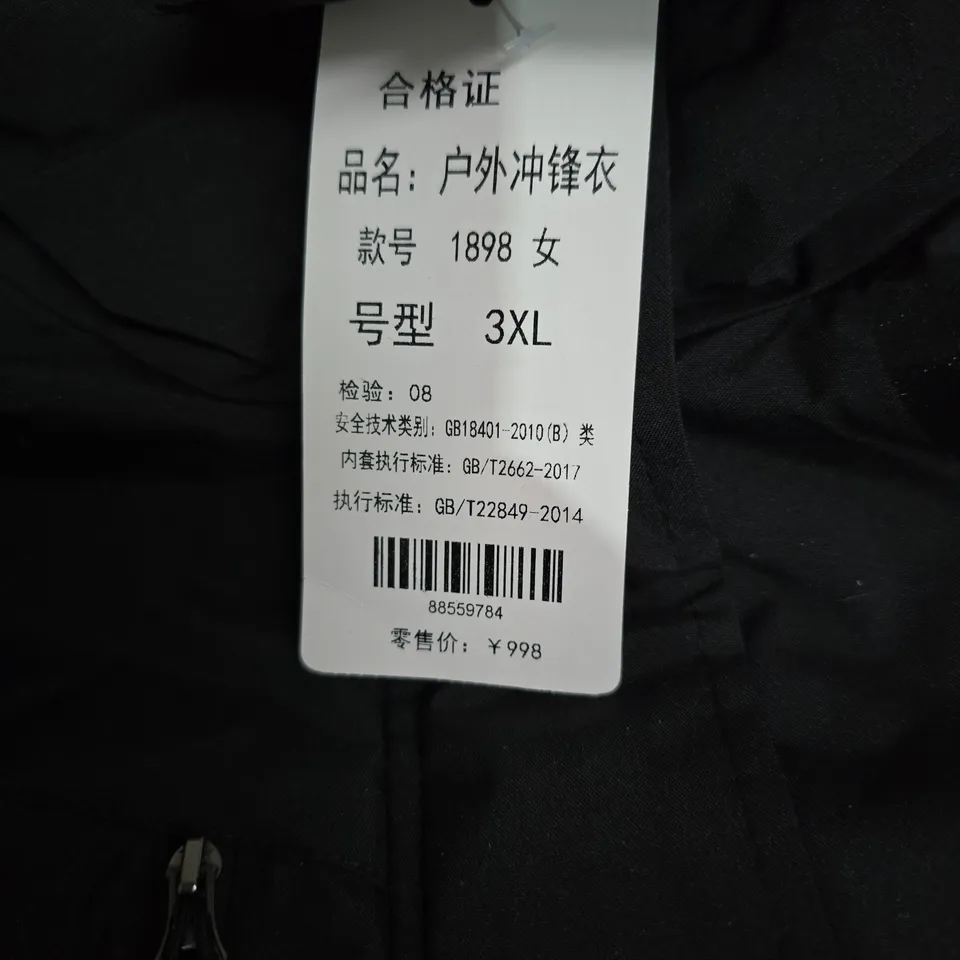 合格证
品名：户外冲锋衣
款号 1898 女
号型 3XL
检验：08
安全技术类别：GB18401-2010(B) 类
内套执行标准：GB/T2662-2017
执行标准：GB/T22849-2014
88559784
零售价：￥998